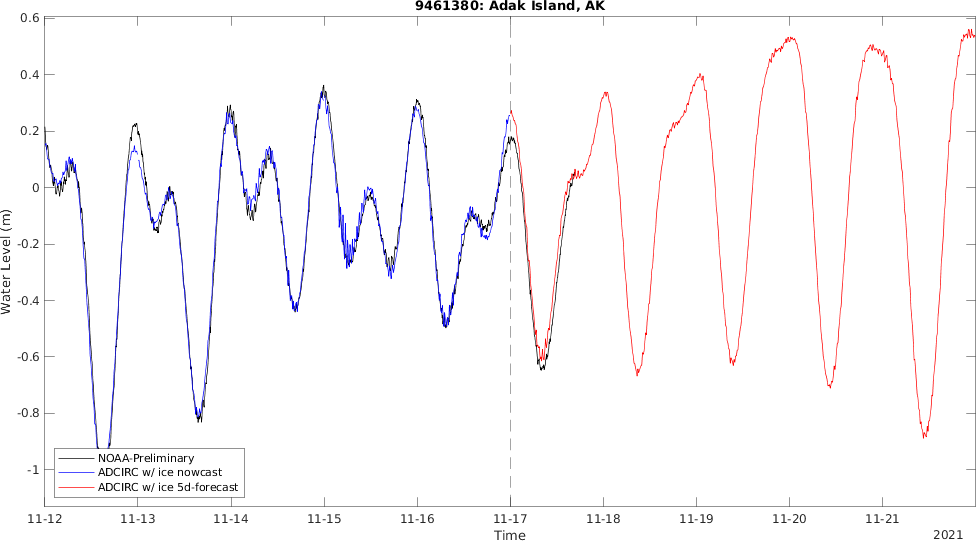 9461380: Adak Island, AK
0.6
0.4
0.2
0
-0.2
-0.4
-0.6
-0.8
-1
Water Level (m)
NOAA-Preliminary
ADCIRC w/ ice nowcast
ADCIRC w/ ice 5d-forecast
11-12 11-13 11-14 11-15 11-16 11-17 11-18 11-19 11-20 11-21
Time
2021